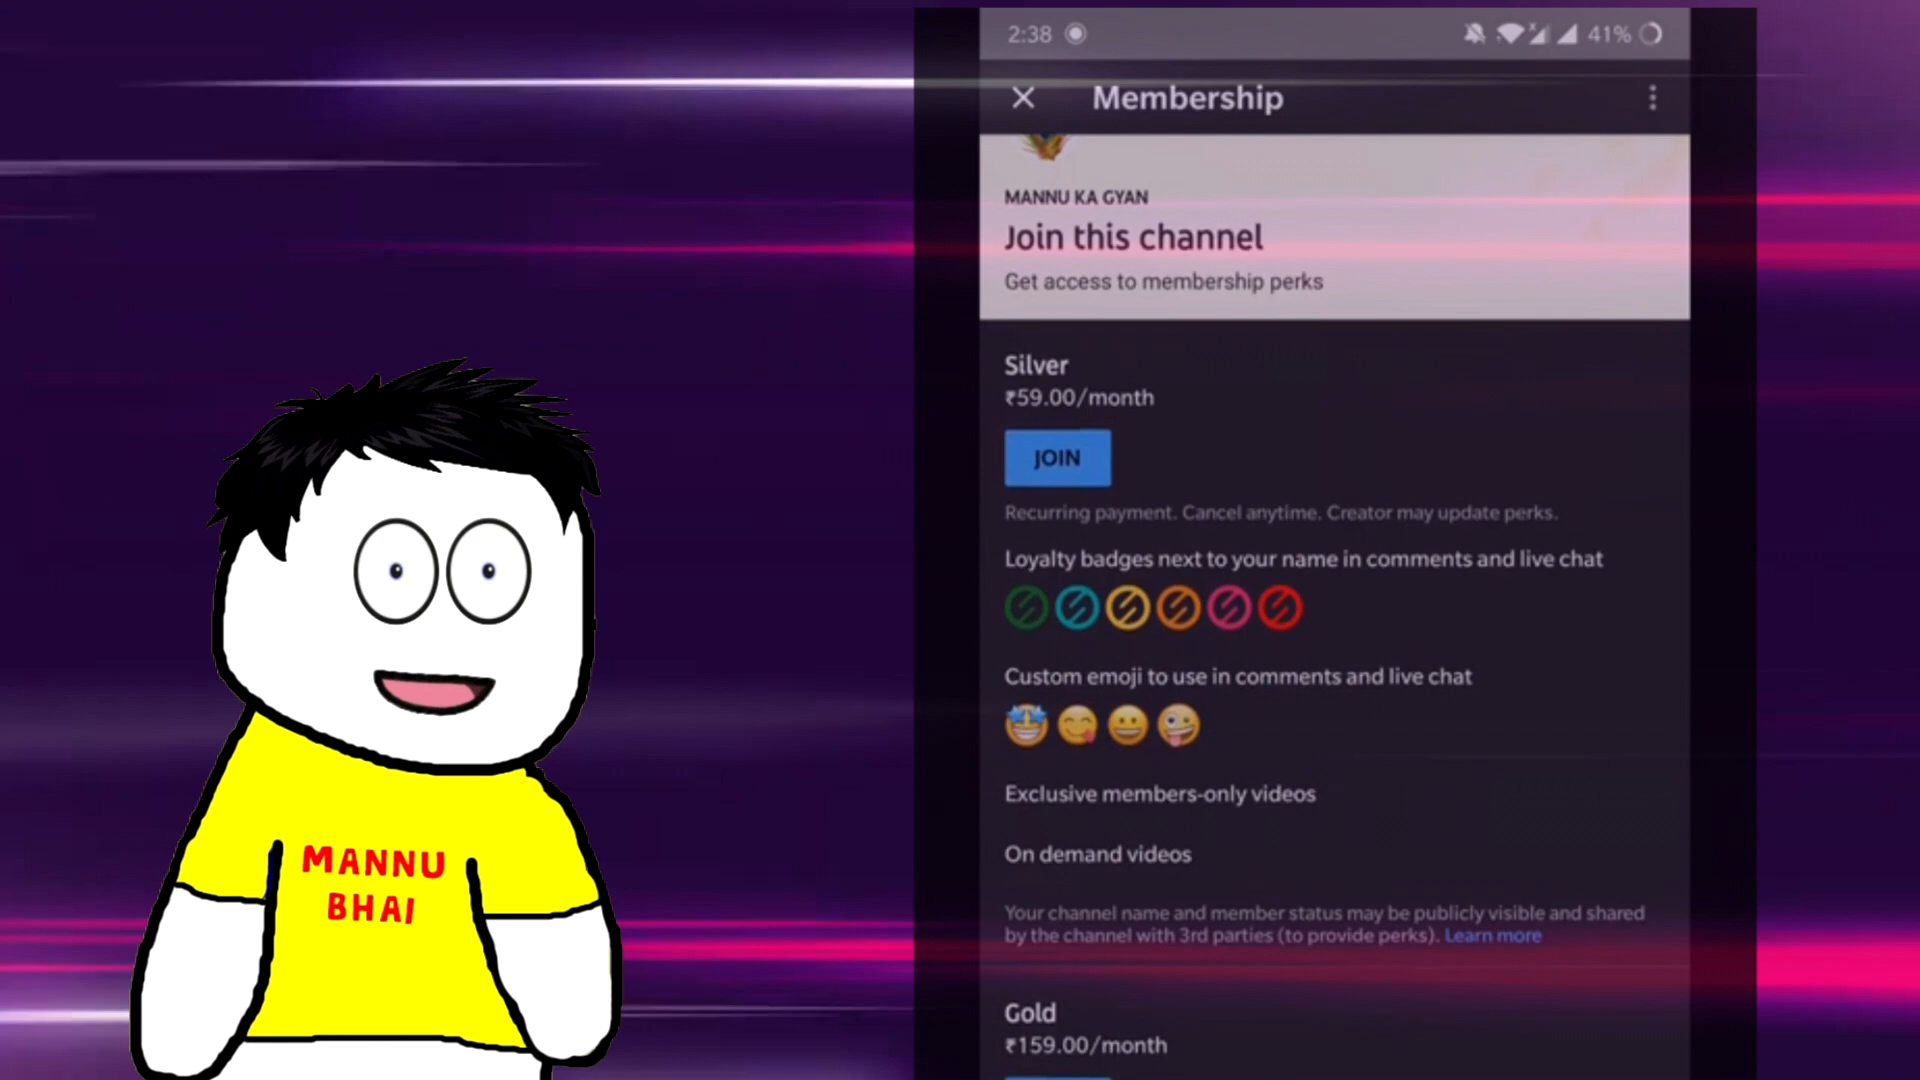 2:38
41%
Membership
MANNU KA GYAN
Join this channel
Get access to membership perks
Silver
₹59.00/month
JOIN
Recurring payment. Cancel anytime. Creator may update perks.
Loyalty badges next to your name in comments and live chat
Custom emoji to use in comments and live chat
Exclusive members-only videos
On demand videos
Your channel name and member status may be publicly visible and shared
by the channel with 3rd parties (to provide perks). Learn more
Gold
₹159.00/month
MANNU
BHAI